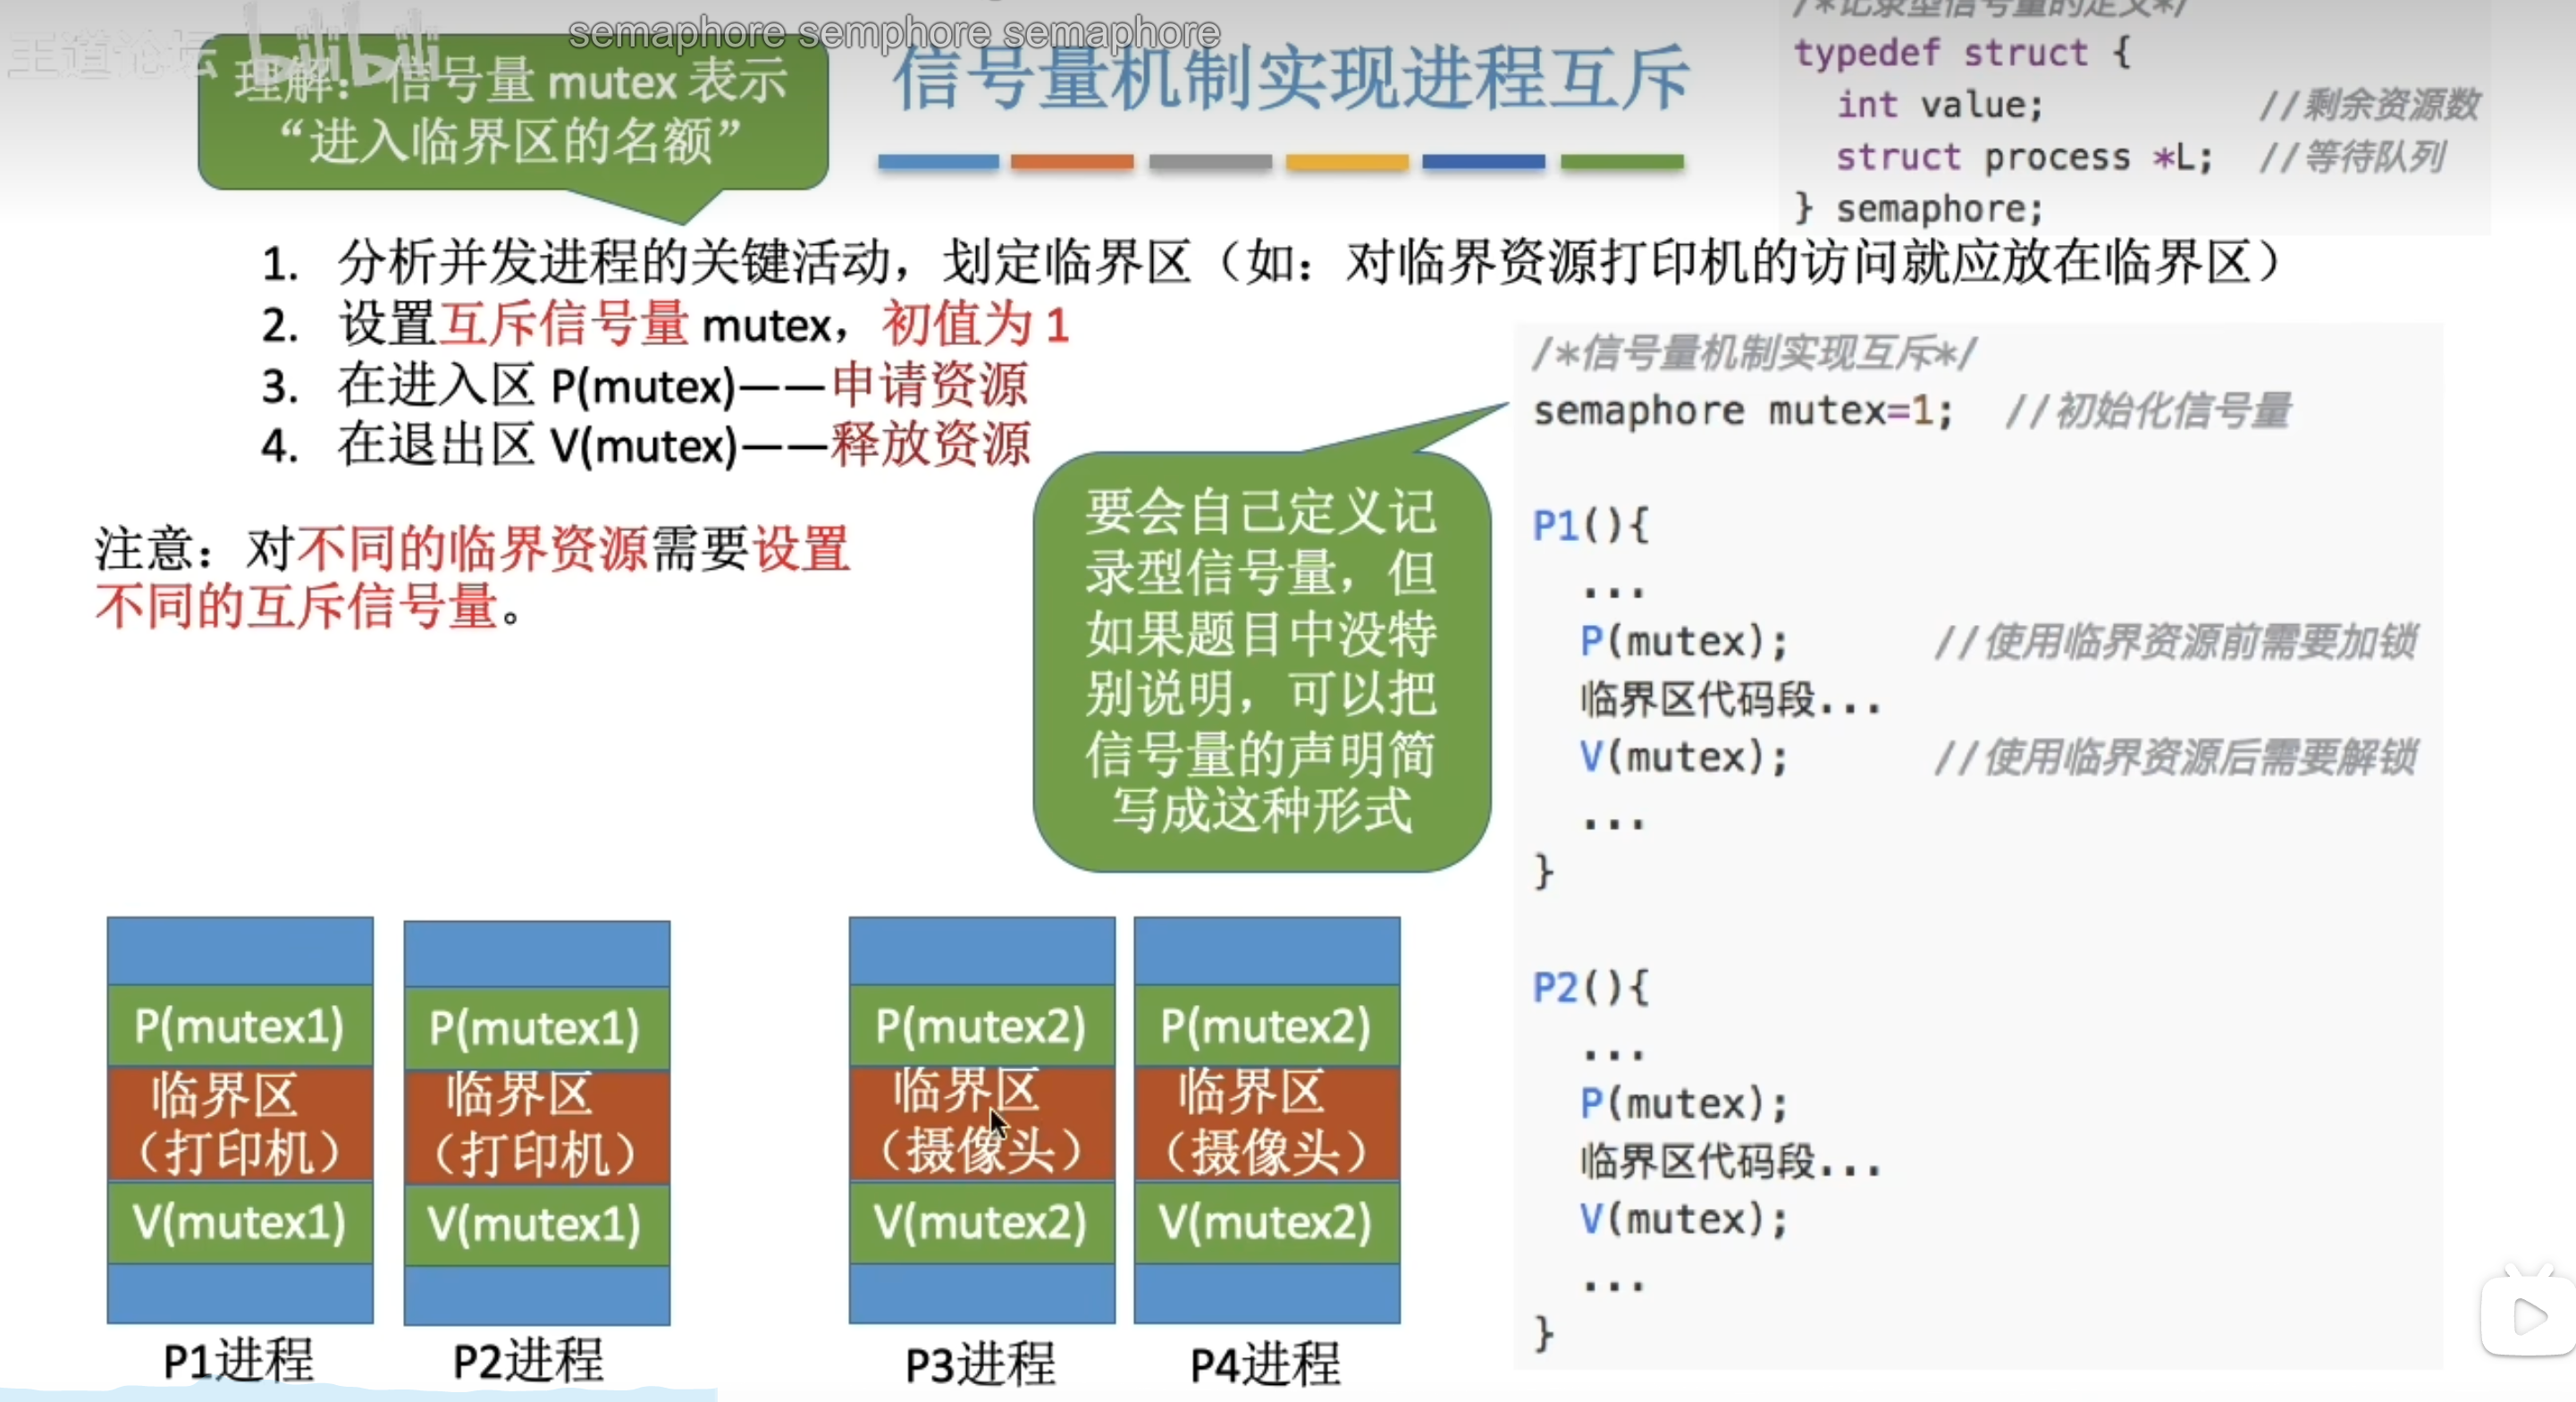 semaphore semphore semaphore
王道论坛
bilibili
理解：信号量 mutex 表示
“进入临界区的名额”
信号量机制实现进程互斥
/*记录型信号量的定义*/
typedef struct {
int value; //剩余资源数
struct process *L; //等待队列
} semaphore;
1. 分析并发进程的关键活动，划定临界区（如：对临界资源打印机的访问就应放在临界区）
2. 设置互斥信号量 mutex，初值为 1
3. 在进入区 P(mutex)——申请资源
4. 在退出区 V(mutex)——释放资源
注意：对不同的临界资源需要设置
不同的互斥信号量。
要会自己定义记
录型信号量，但
如果题目中没特
别说明，可以把
信号量的声明简
写成这种形式
/*信号量机制实现互斥*/
semaphore mutex=1; //初始化信号量
P1(){
...
P(mutex); //使用临界资源前需要加锁
临界区代码段...
V(mutex); //使用临界资源后需要解锁
...
}
P2(){
...
P(mutex);
临界区代码段...
V(mutex);
...
}
P(mutex1)
临界区
（打印机）
V(mutex1)
P1进程
P(mutex1)
临界区
（打印机）
V(mutex1)
P2进程
P(mutex2)
临界区
（摄像头）
V(mutex2)
P3进程
P(mutex2)
临界区
（摄像头）
V(mutex2)
P4进程